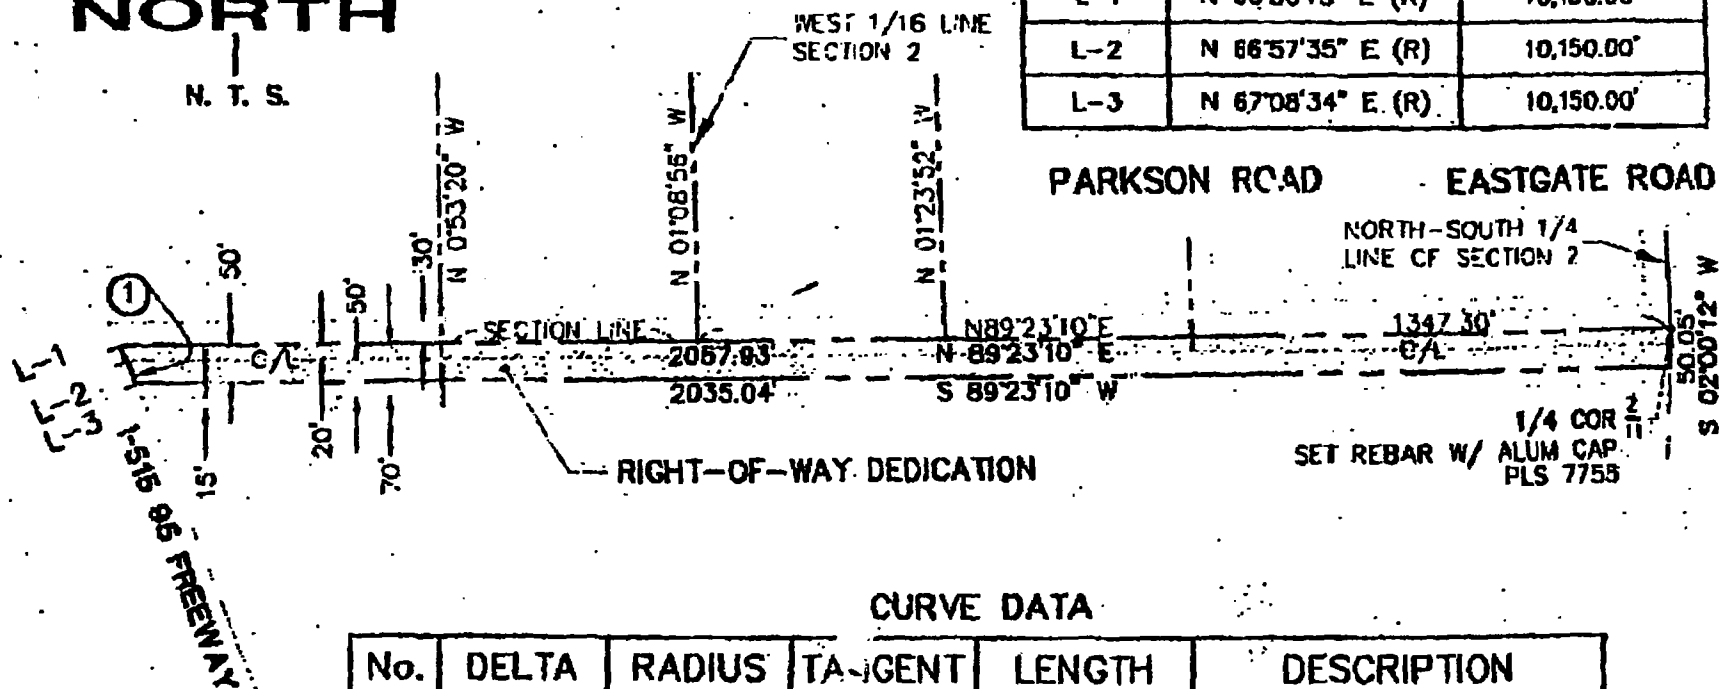 NORTH
N. T. S.
WEST 1/16 LINE
SECTION 2
L-2 N 66°57'35" E (R) 10,150.00'
L-3 N 67°08'34" E (R) 10,150.00'
PARKSON ROAD EASTGATE ROAD
NORTH-SOUTH 1/4
LINE OF SECTION 2
N 0°53'20" W
N 01°08'56" W
N 01°23'52" W
1
50'
50'
30'
SECTION LINE
N89°23'10"E
1347.30'
C/L
2057.93'
N 89°23'10" E
C/L
2035.04'
S 89°23'10" W
50.05'
S 02°00'12" W
L-1
L-2
L-3
15'
20'
70'
RIGHT-OF-WAY DEDICATION
1/4 COR 2/11
SET REBAR W/ ALUM CAP
PLS 7755
I-515 95 FREEWAY
CURVE DATA
No. DELTA RADIUS TANGENT LENGTH DESCRIPTION